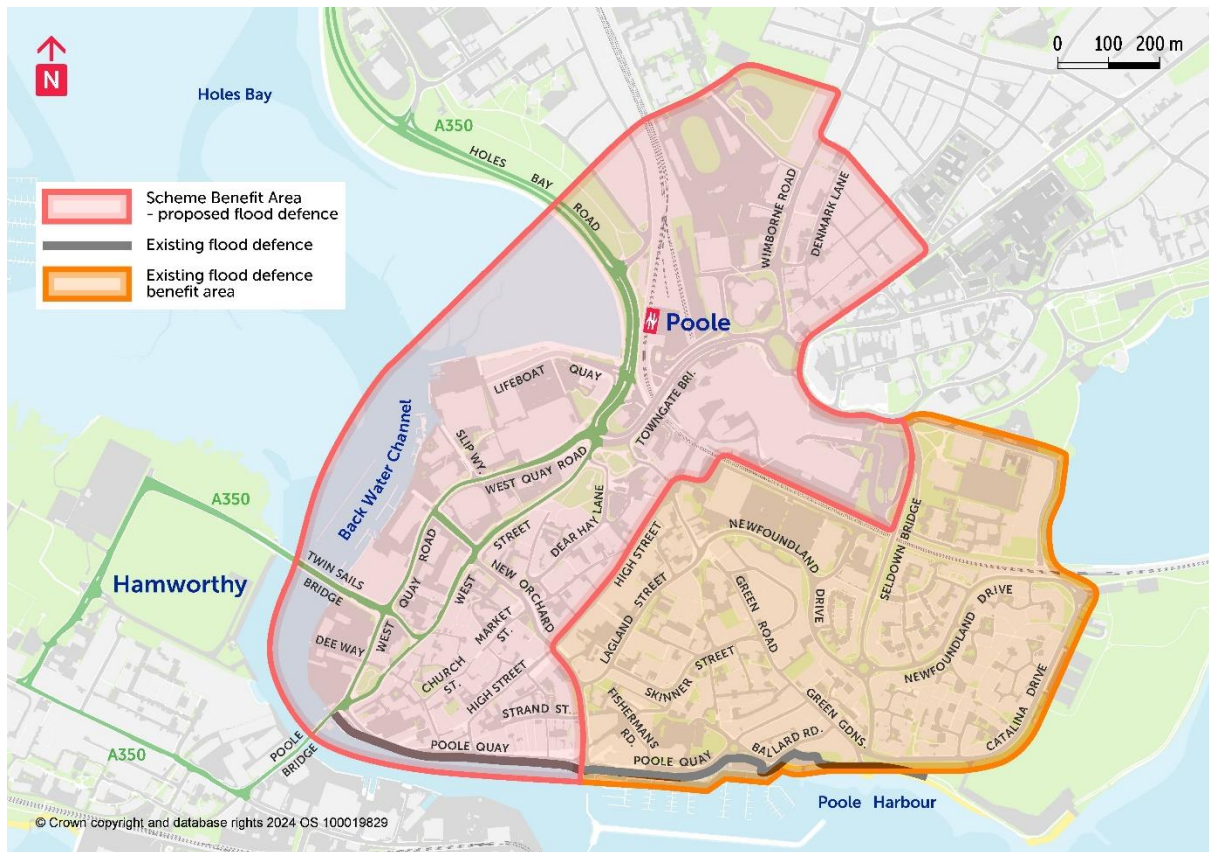 N
0 100 200 m
Holes Bay
A350
HOLES
BAY
ROAD
Scheme Benefit Area
- proposed flood defence
Existing flood defence
Existing flood defence
benefit area
WIMBORNE ROAD
DENMARK LANE
Poole
LIFEBOAT QUAY
TOWNGATE BRI.
Back Water Channel
SLIP WY.
WEST QUAY ROAD
A350
DEAR HAY LANE
HIGH STREET
NEWFOUNDLAND
DRIVE
SELDOWN BRIDGE
TWIN SAILS
BRIDGE
Hamworthy
WEST QUAY ROAD
WEST STREET
NEW ORCHARD
LAGLAND STREET
GREEN
ROAD
NEWFOUNDLAND DRIVE
DEE WAY
MARKET
ST.
CHURCH
ST.
HIGH STREET
SKINNER STREET
STRAND ST.
FISHERMANS
RD.
GREEN GDNS.
CATALINA DRIVE
A350
POOLE
BRIDGE
POOLE QUAY
POOLE QUAY
BALLARD RD.
Poole Harbour
© Crown copyright and database rights 2024 OS 100019829